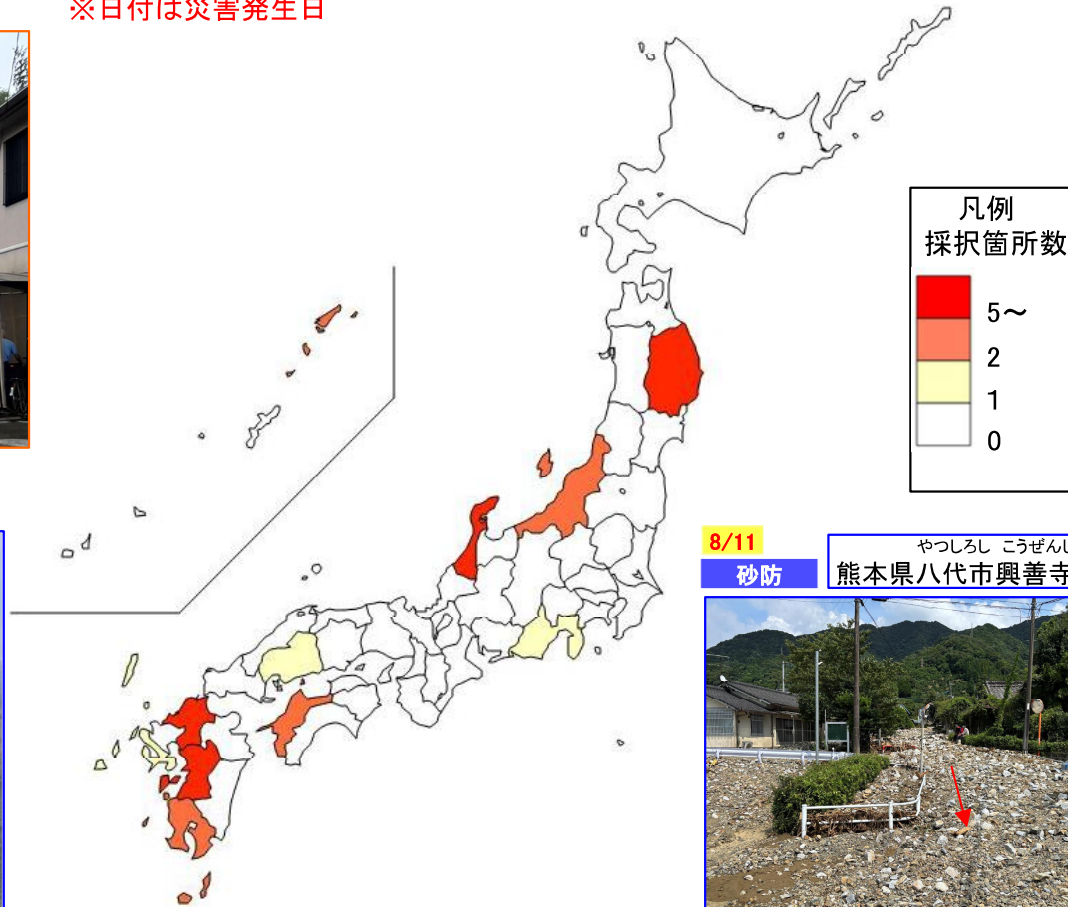 ※日付は災害発生日
凡例
採択箇所数
5～
2
1
0
8/11
砂防
やつしろし こうぜんじ
熊本県八代市興善寺